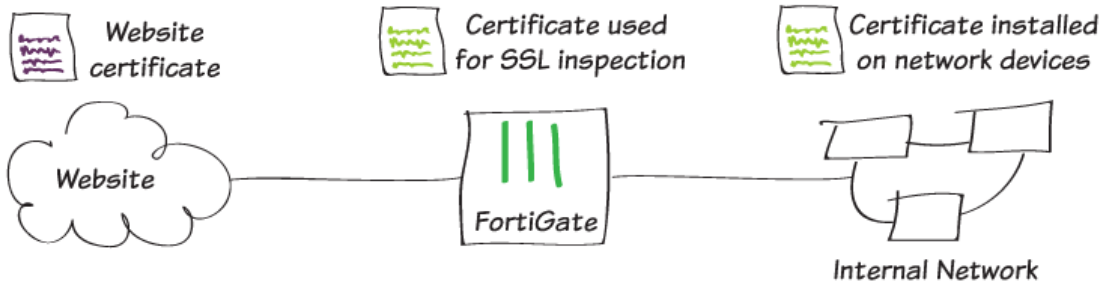 Website
certificate
Certificate used
for SSL inspection
Certificate installed
on network devices
Website
FortiGate
Internal Network